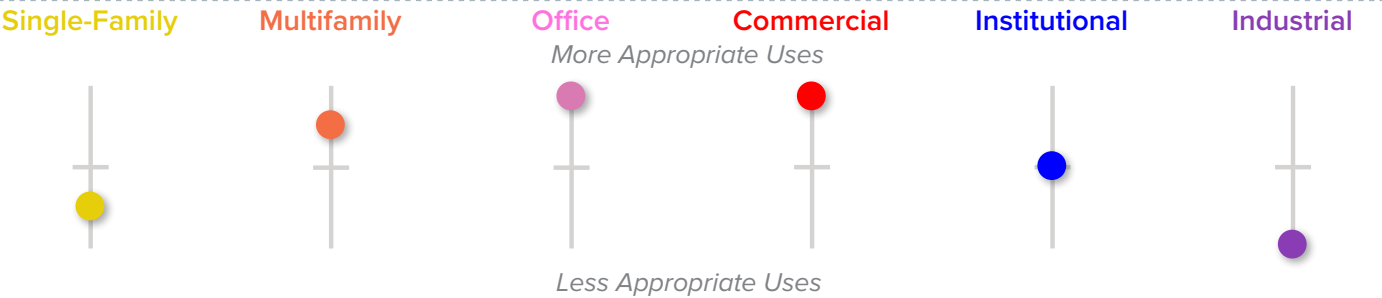 Single-Family Multifamily Office Commercial Institutional Industrial
More Appropriate Uses
Less Appropriate Uses